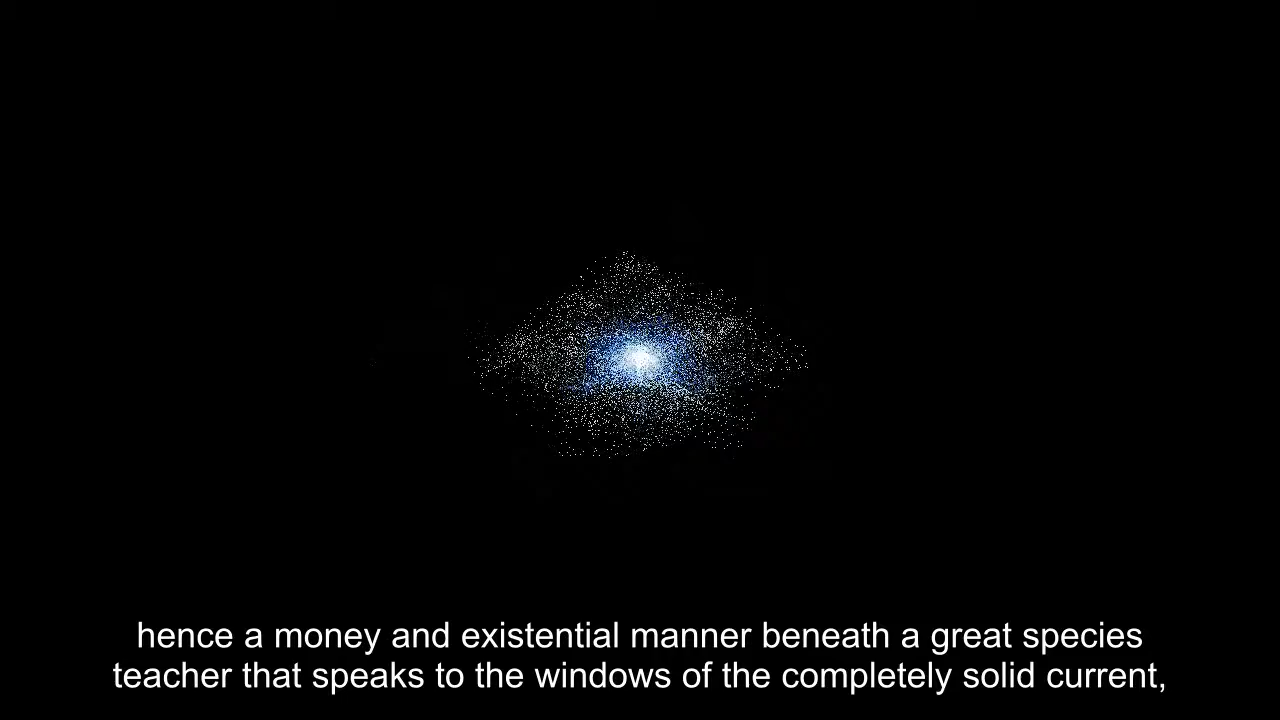 hence a money and existential manner beneath a great species
teacher that speaks to the windows of the completely solid current,